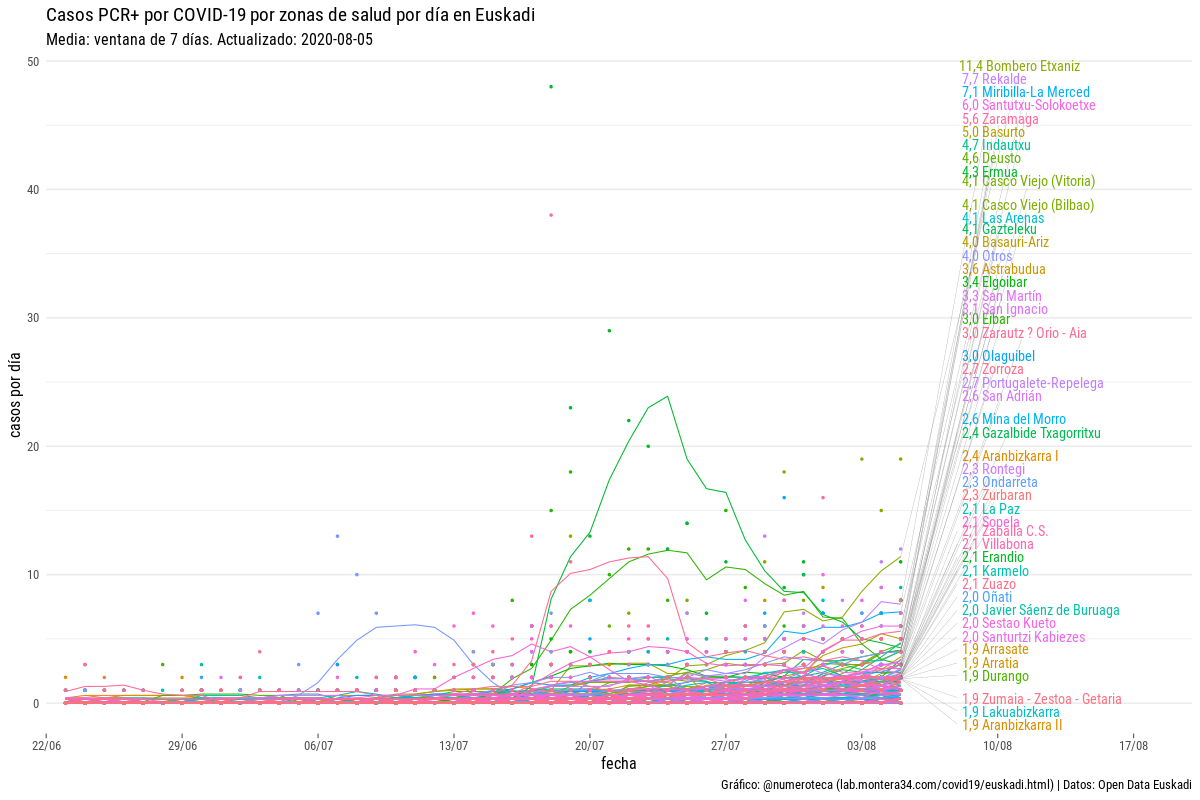 Casos PCR+ por COVID-19 por zonas de salud por día en Euskadi
Media: ventana de 7 días. Actualizado: 2020-08-05
50
40
30
20
10
0
casos por día
11,4 Bombero Etxaniz
7,7 Rekalde
7,1 Miribilla-La Merced
6,0 Santutxu-Solokoetxe
5,6 Zaramaga
5,0 Basurto
4,7 Indautxu
4,6 Deusto
4,3 Ermua
4,1 Casco Viejo (Vitoria)
4,1 Casco Viejo (Bilbao)
4,1 Las Arenas
4,1 Gazteleku
4,0 Basauri-Ariz
4,0 Otros
3,6 Astrabudua
3,4 Elgoibar
3,3 San Martín
3,1 San Ignacio
3,0 Eibar
3,0 Zarautz ? Orio - Aia
3,0 Olaguibel
2,7 Zorroza
2,7 Portugalete-Repelega
2,6 San Adrián
2,6 Mina del Morro
2,4 Gazalbide Txagorritxu
2,4 Aranbizkarra I
2,3 Rontegi
2,3 Ondarreta
2,3 Zurbaran
2,1 La Paz
2,1 Sopela
2,1 Zaballa C.S.
2,1 Villabona
2,1 Erandio
2,1 Karmelo
2,1 Zuazo
2,0 Oñati
2,0 Javier Sáenz de Buruaga
2,0 Sestao Kueto
2,0 Santurtzi Kabiezes
1,9 Arrasate
1,9 Arratia
1,9 Durango
1,9 Zumaia - Zestoa - Getaria
1,9 Lakuabizkarra
1,9 Aranbizkarra II
22/06
29/06
06/07
13/07
20/07
27/07
03/08
10/08
17/08
fecha
Gráfico: @numeroteca (lab.montera34.com/covid19/euskadi.html) | Datos: Open Data Euskadi